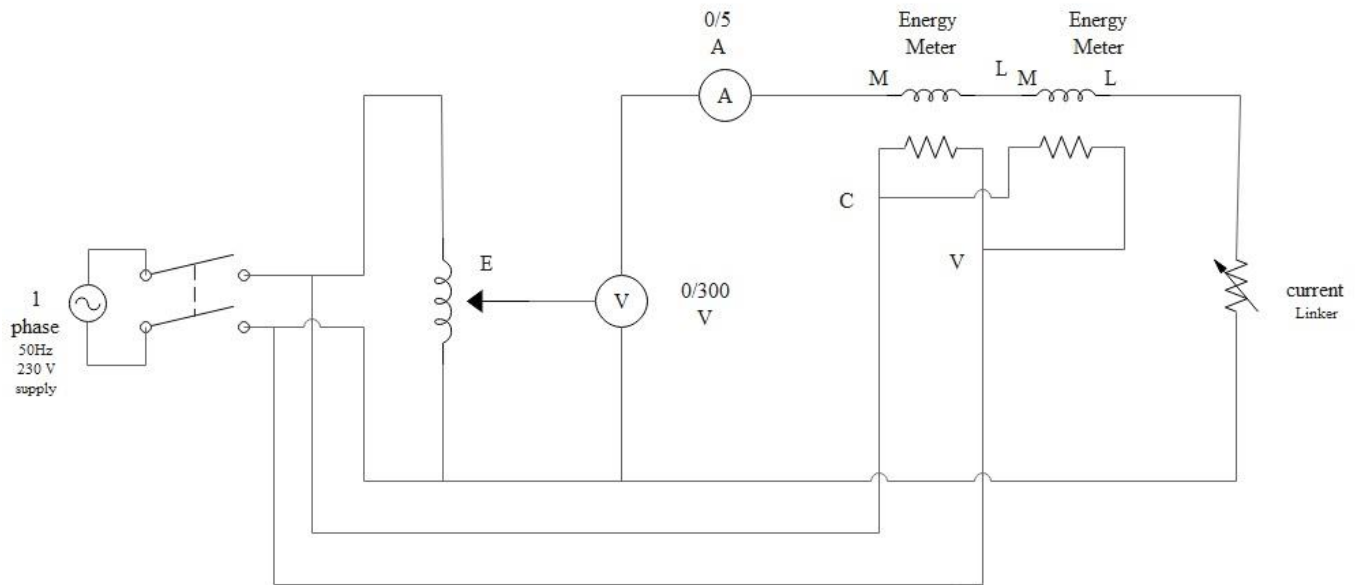 0/5
A
A
Energy
Meter
Energy
Meter
M
L
M
L
C
V
E
V
0/300
V
1
phase
50Hz
230 V
supply
current
Linker